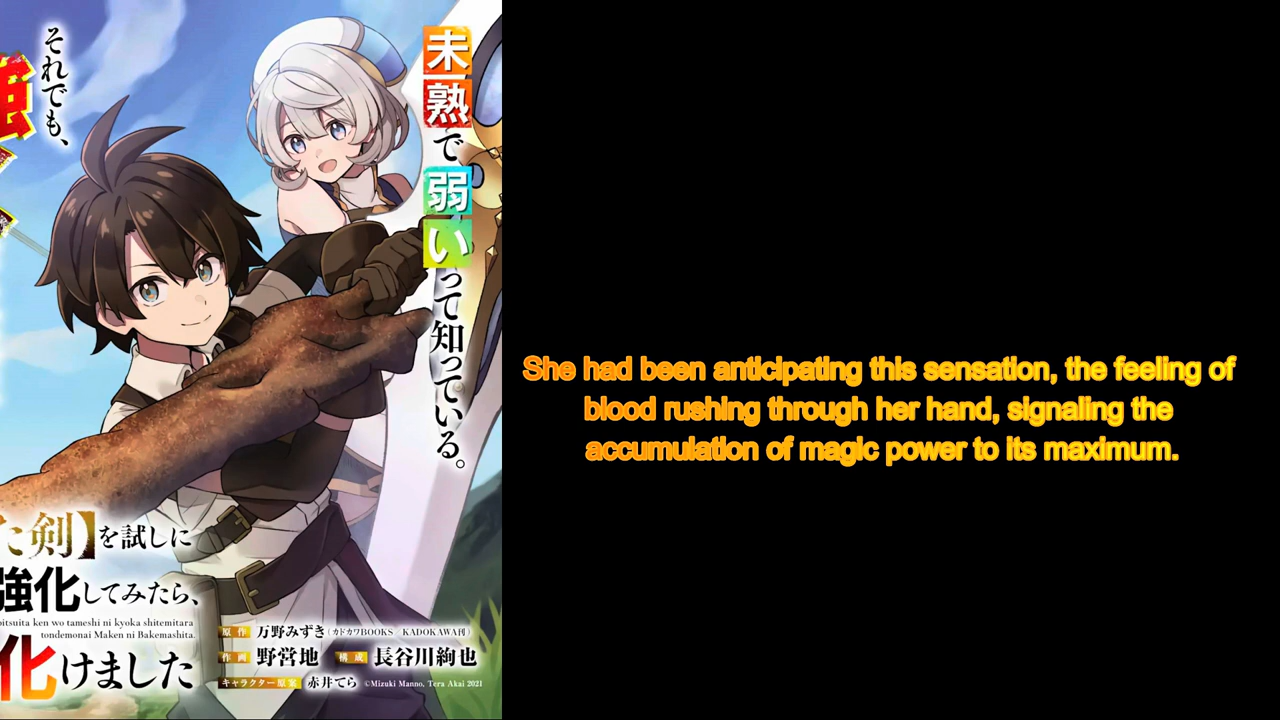 未熟で弱いって知っている。
それでも、
強
た剣】を試しに
強化してみたら、
bitsuita ken wo tameshi ni kyoka shitemitara
tondemonai Maken ni Bakemashita.
化けました
原作 万野みずき（カドカワBOOKS／KADOKAWA刊）
作画 野営地 構成 長谷川絢也
キャラクター原案 赤井てら ©Mizuki Manno, Tera Akai 2021
She had been anticipating this sensation, the feeling of
blood rushing through her hand, signaling the
accumulation of magic power to its maximum.